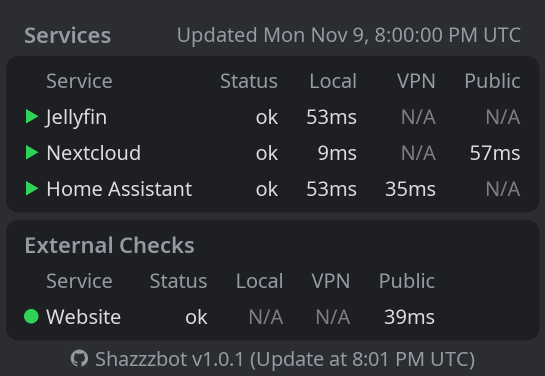 Services Updated Mon Nov 9, 8:00:00 PM UTC
Service Status Local VPN Public
Jellyfin ok 53ms N/A N/A
Nextcloud ok 9ms N/A 57ms
Home Assistant ok 53ms 35ms N/A
External Checks
Service Status Local VPN Public
Website ok N/A N/A 39ms
Shazzzbot v1.0.1 (Update at 8:01 PM UTC)